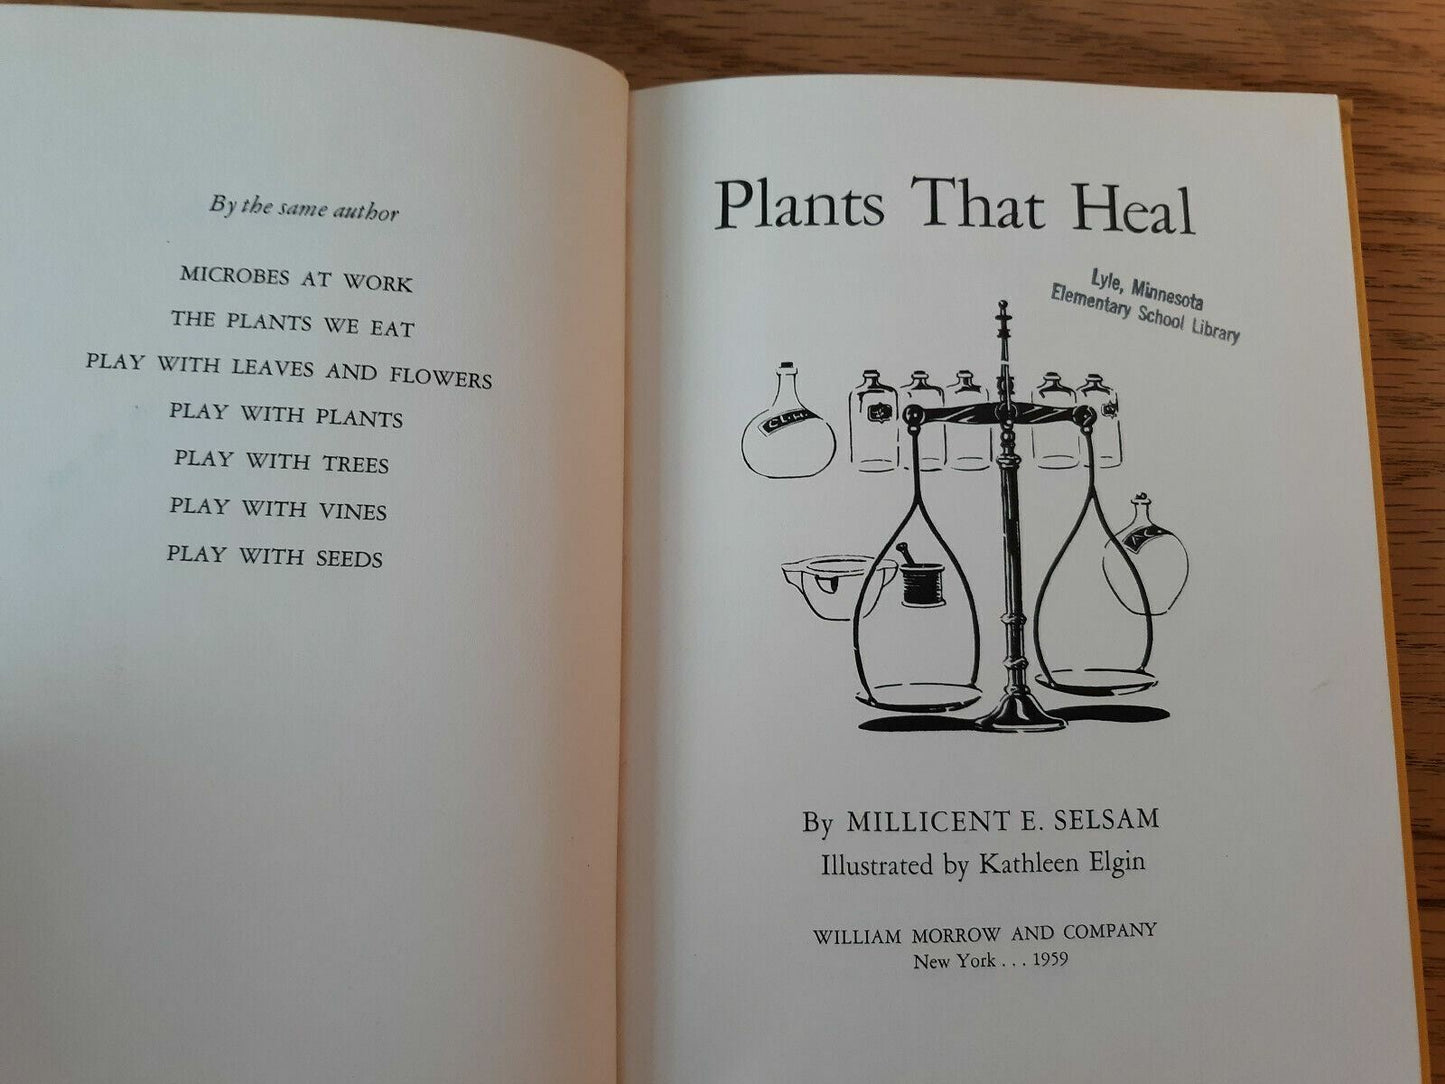 By the same author
MICROBES AT WORK
THE PLANTS WE EAT
PLAY WITH LEAVES AND FLOWERS
PLAY WITH PLANTS
PLAY WITH TREES
PLAY WITH VINES
PLAY WITH SEEDS
Plants That Heal
Lyle, Minnesota
Elementary School Library
By MILLICENT E. SELSAM
Illustrated by Kathleen Elgin
WILLIAM MORROW AND COMPANY
New York . . . 1959